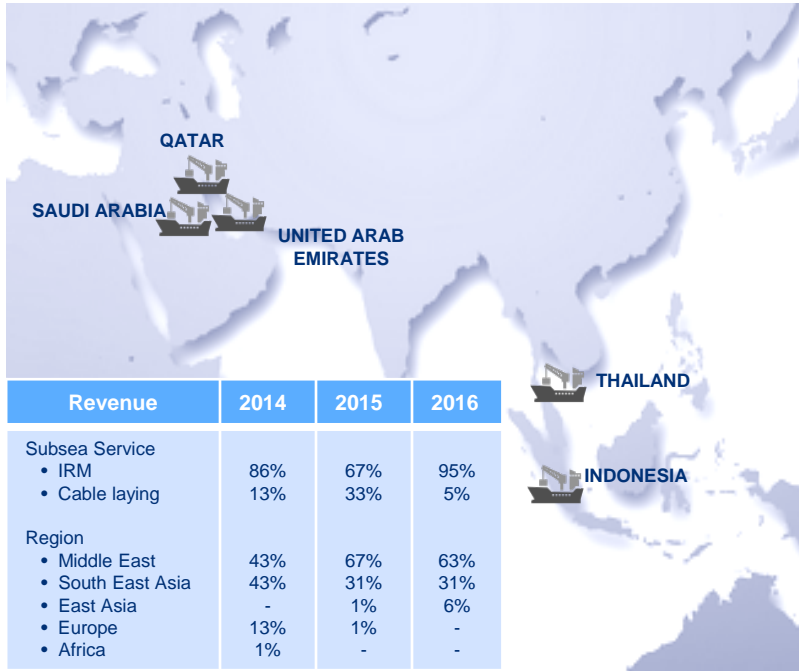 QATAR
SAUDI ARABIA
UNITED ARAB
EMIRATES
THAILAND
INDONESIA
Revenue 2014 2015 2016
Subsea Service
• IRM 86% 67% 95%
• Cable laying 13% 33% 5%
Region
• Middle East 43% 67% 63%
• South East Asia 43% 31% 31%
• East Asia - 1% 6%
• Europe 13% 1% -
• Africa 1% - -